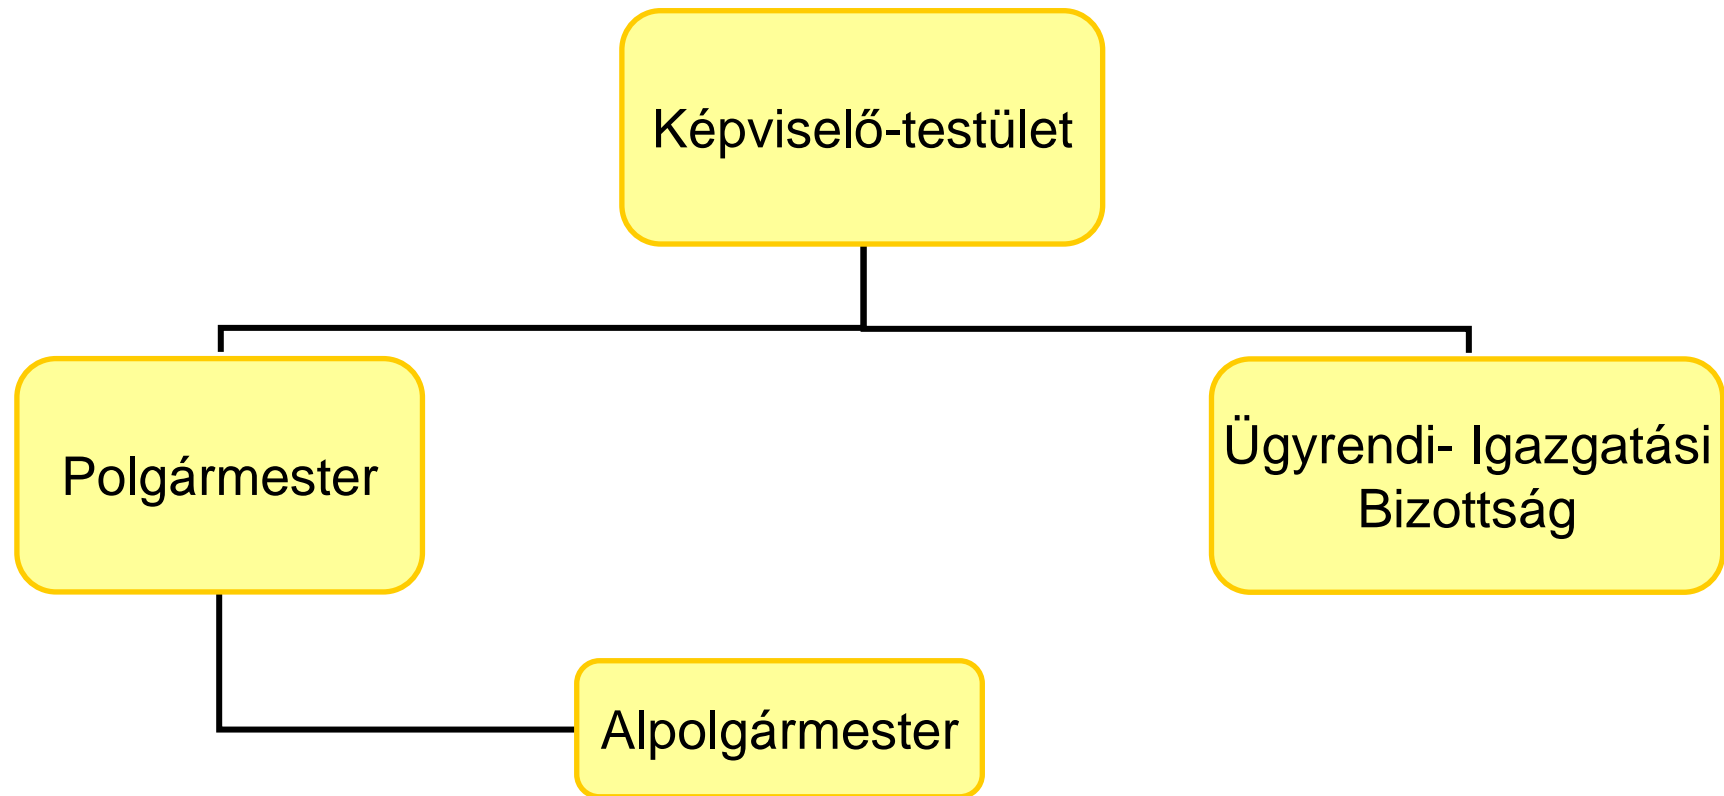 Képviselő-testület
Polgármester
Ügyrendi- Igazgatási
Bizottság
Alpolgármester